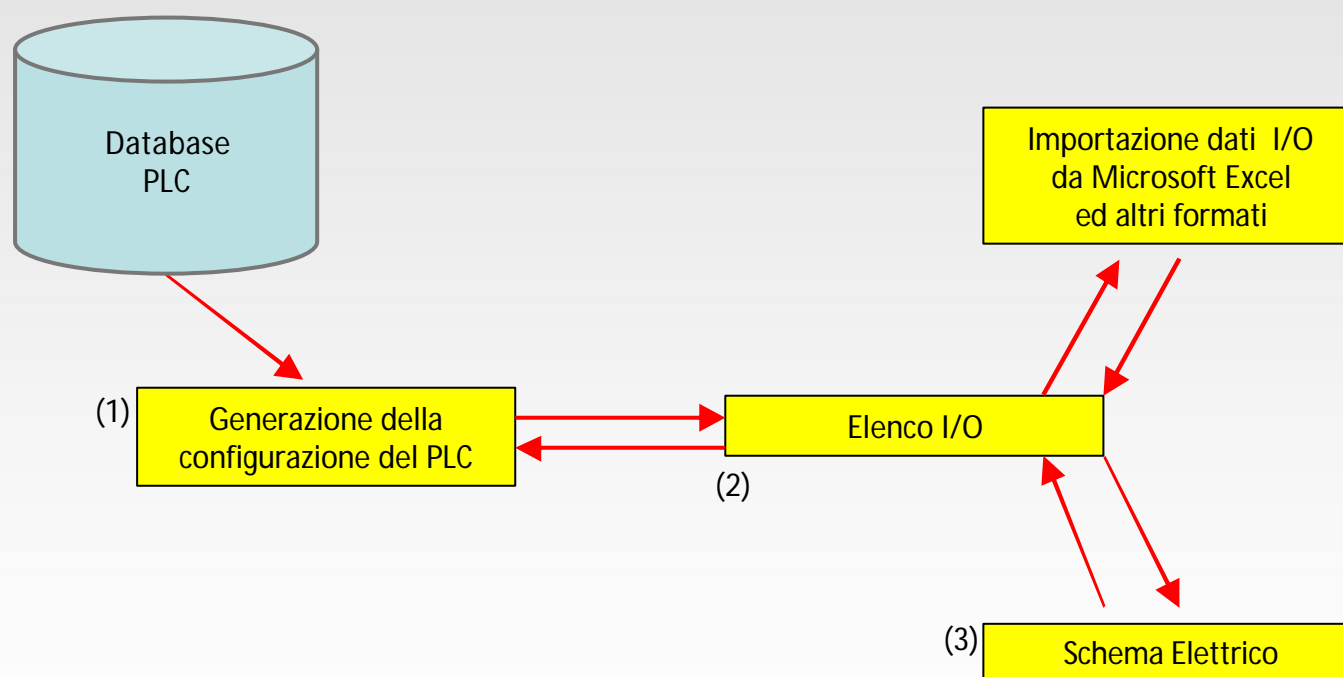 Database
PLC
Importazione dati I/O
da Microsoft Excel
ed altri formati
(1)
Generazione della
configurazione del PLC
Elenco I/O
(2)
(3)
Schema Elettrico